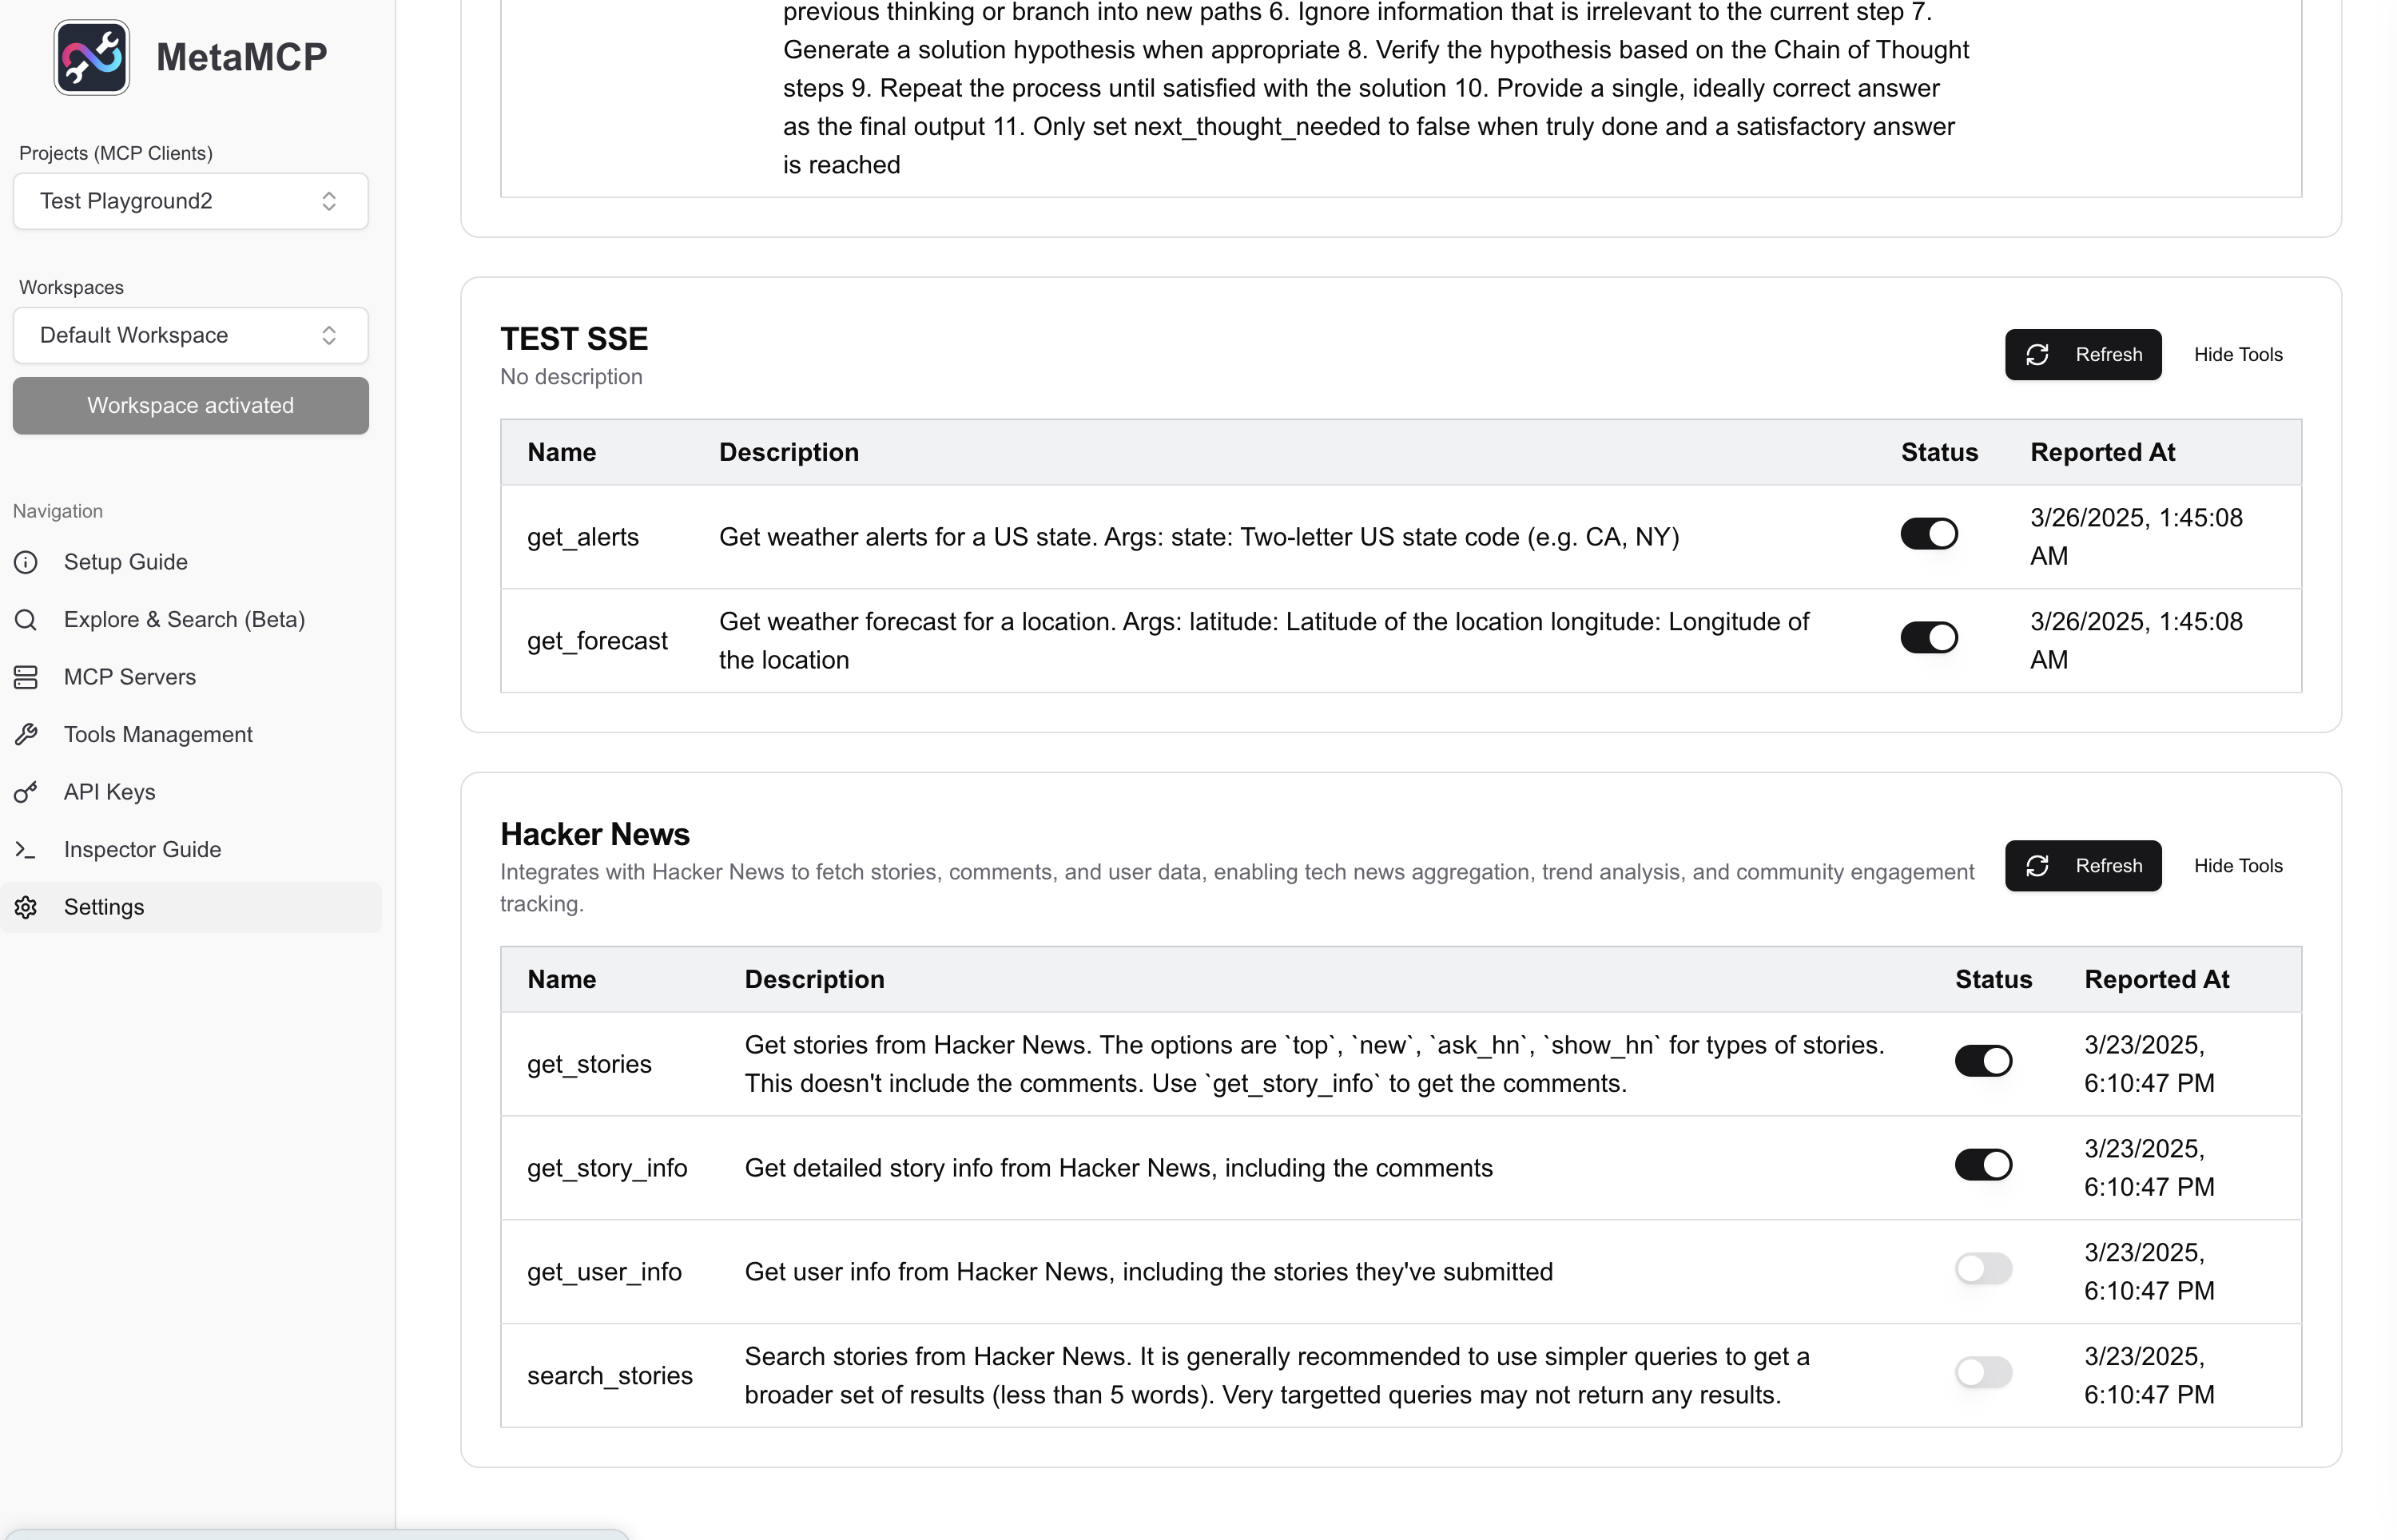 MetaMCP
Projects (MCP Clients)
Test Playground2
Workspaces
Default Workspace
Workspace activated
Navigation
Setup Guide
Explore & Search (Beta)
MCP Servers
Tools Management
API Keys
Inspector Guide
Settings
previous thinking or branch into new paths 6. Ignore information that is irrelevant to the current step 7.
Generate a solution hypothesis when appropriate 8. Verify the hypothesis based on the Chain of Thought
steps 9. Repeat the process until satisfied with the solution 10. Provide a single, ideally correct answer
as the final output 11. Only set next_thought_needed to false when truly done and a satisfactory answer
is reached
TEST SSE
No description
Refresh
Hide Tools
Name Description Status Reported At
get_alerts Get weather alerts for a US state. Args: state: Two-letter US state code (e.g. CA, NY) 3/26/2025, 1:45:08
AM
get_forecast Get weather forecast for a location. Args: latitude: Latitude of the location longitude: Longitude of 3/26/2025, 1:45:08
the location AM
Hacker News
Integrates with Hacker News to fetch stories, comments, and user data, enabling tech news aggregation, trend analysis, and community engagement
tracking.
Refresh
Hide Tools
Name Description Status Reported At
get_stories Get stories from Hacker News. The options are `top`, `new`, `ask_hn`, `show_hn` for types of stories. 3/23/2025,
This doesn't include the comments. Use `get_story_info` to get the comments. 6:10:47 PM
get_story_info Get detailed story info from Hacker News, including the comments 3/23/2025,
6:10:47 PM
get_user_info Get user info from Hacker News, including the stories they've submitted 3/23/2025,
6:10:47 PM
search_stories Search stories from Hacker News. It is generally recommended to use simpler queries to get a 3/23/2025,
broader set of results (less than 5 words). Very targetted queries may not return any results. 6:10:47 PM